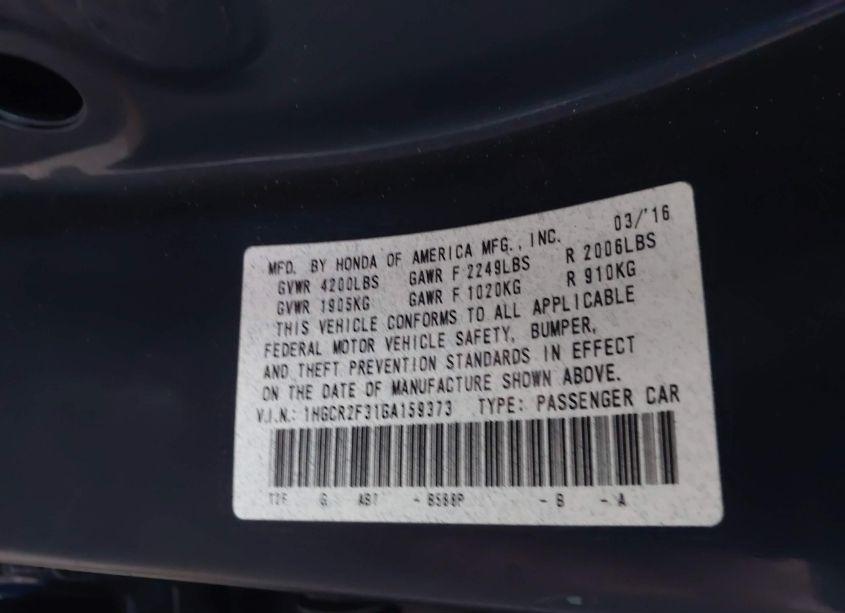 MFD. BY HONDA OF AMERICA MFG., INC. 03/'16
GVWR 4200LBS GAWR F 2249LBS R 2006LBS
GVWR 1905KG GAWR F 1020KG R 910KG
THIS VEHICLE CONFORMS TO ALL APPLICABLE
FEDERAL MOTOR VEHICLE SAFETY, BUMPER,
AND THEFT PREVENTION STANDARDS IN EFFECT
ON THE DATE OF MANUFACTURE SHOWN ABOVE.
V.I.N.: 1HGCR2F31GA159373 TYPE: PASSENGER CAR
G - B588P - B - A